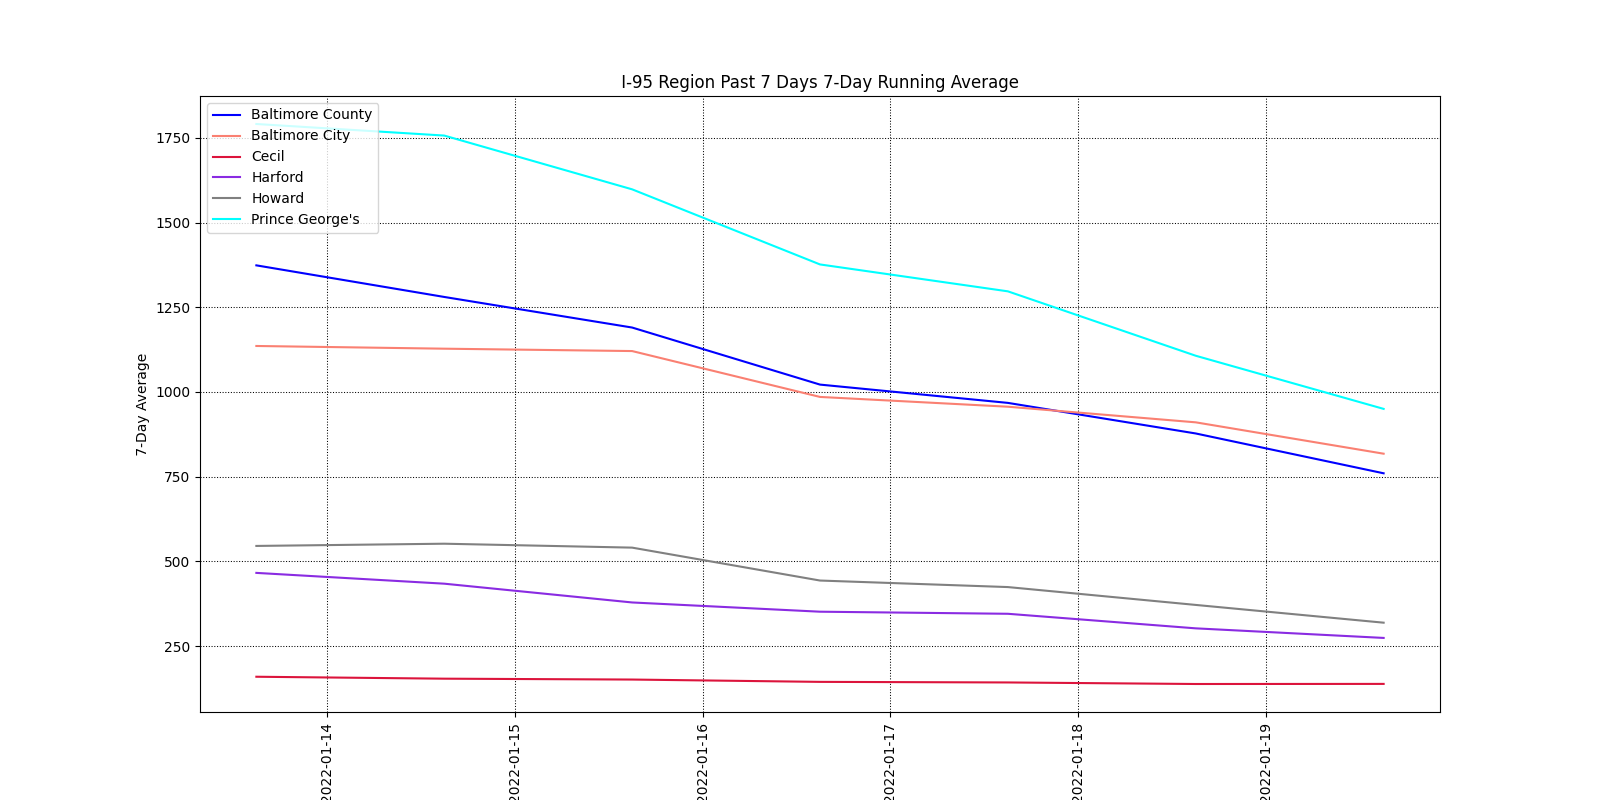 I-95 Region Past 7 Days 7-Day Running Average
Baltimore County
Baltimore City
Cecil
Harford
Howard
Prince George's
1750
1500
1250
1000
750
500
250
7-Day Average
2022-01-14
2022-01-15
2022-01-16
2022-01-17
2022-01-18
2022-01-19